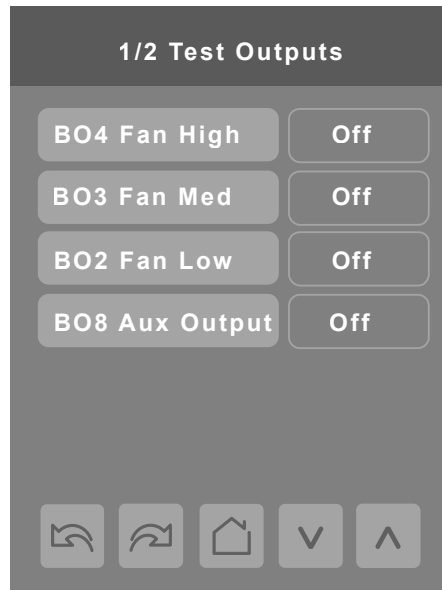 1/2 Test Outputs
BO4 Fan High Off
BO3 Fan Med Off
BO2 Fan Low Off
BO8 Aux Output Off